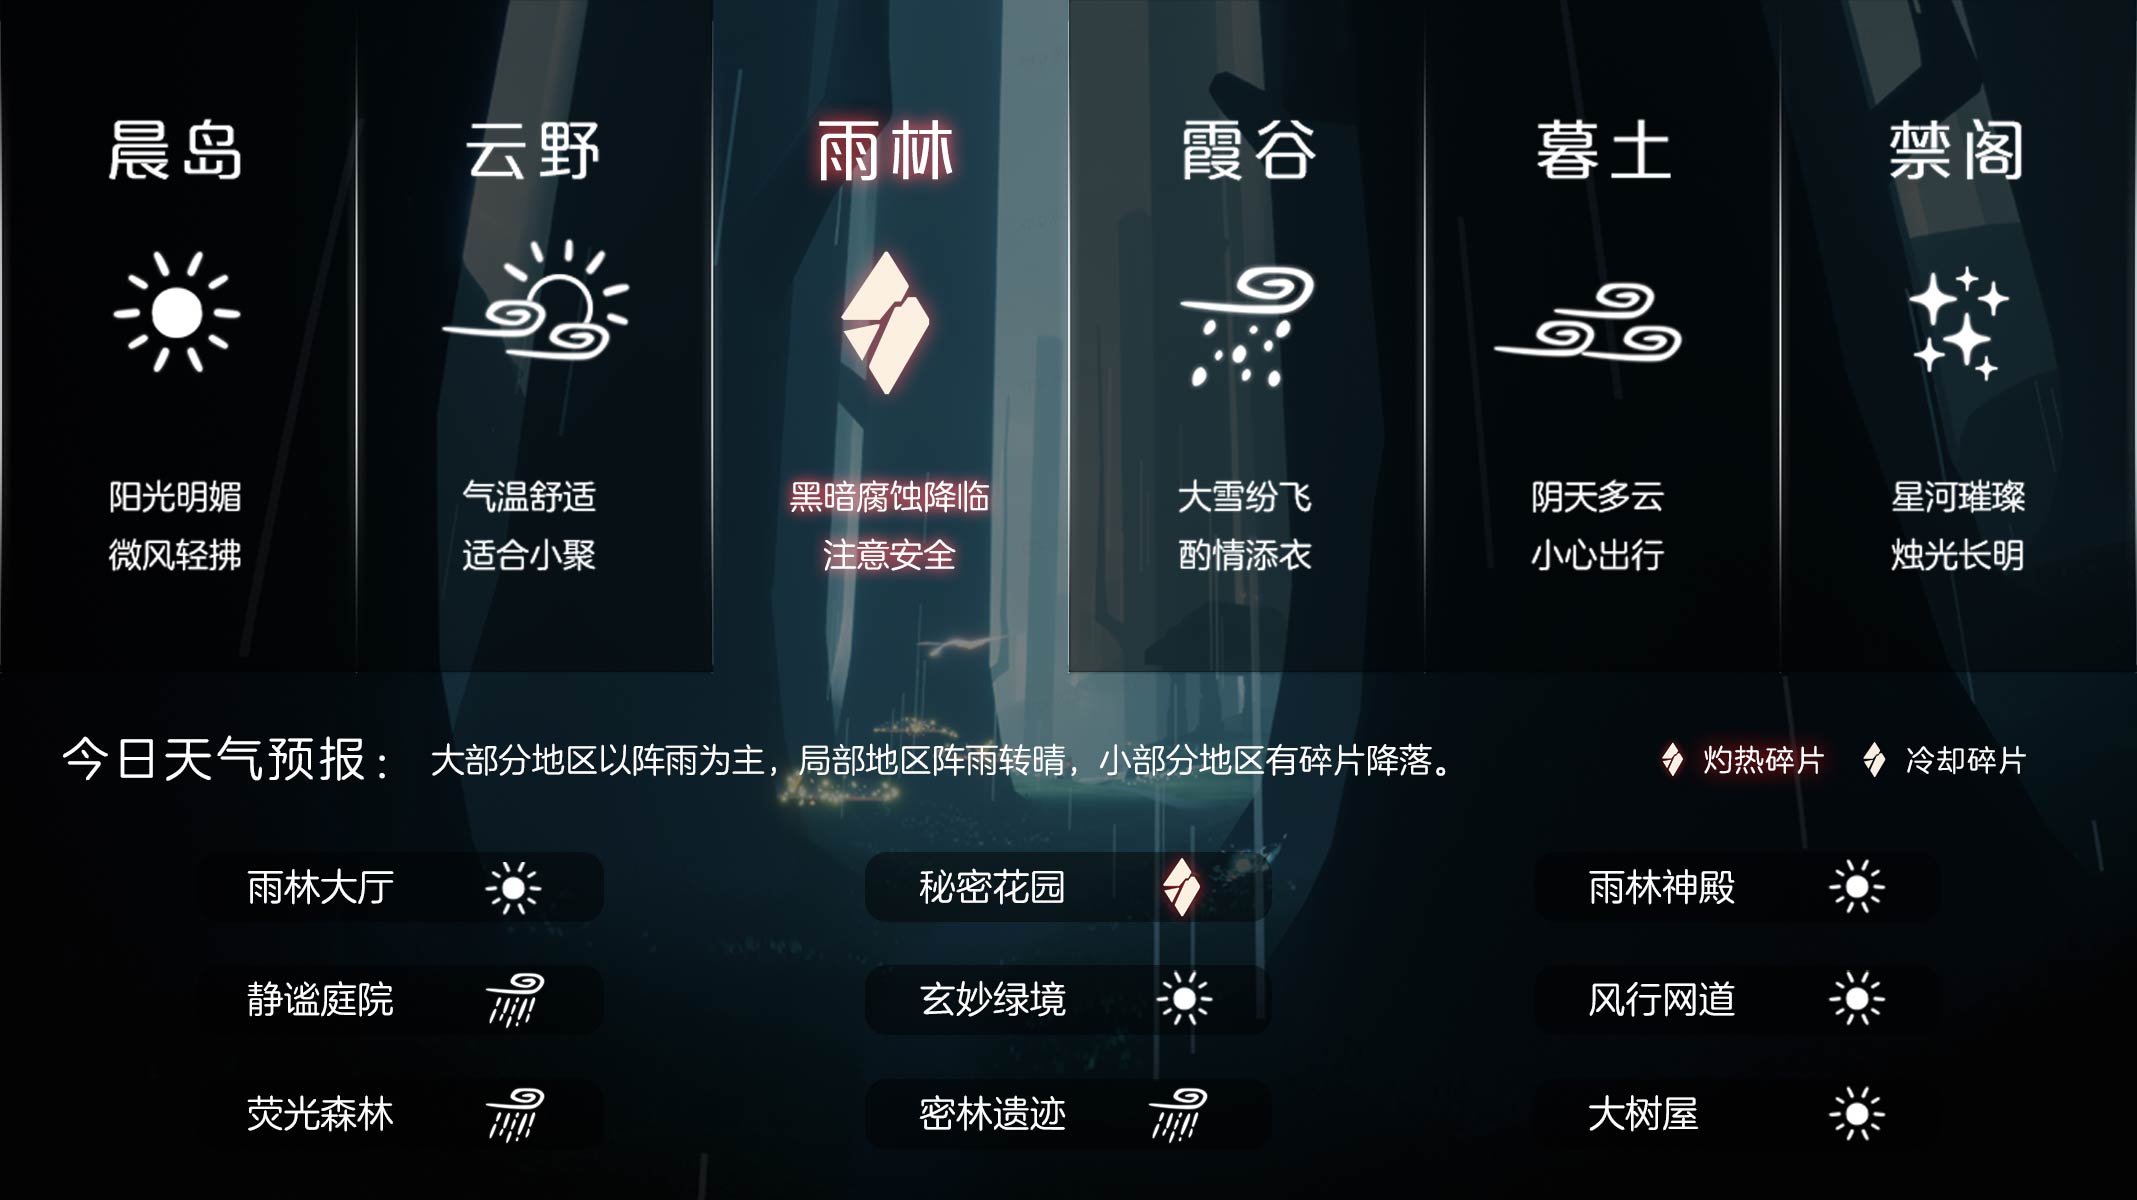 晨岛
云野
雨林
霞谷
暮土
禁阁
阳光明媚
微风轻拂
气温舒适
适合小聚
黑暗腐蚀降临
注意安全
大雪纷飞
酌情添衣
阴天多云
小心出行
星河璀璨
烛光长明
今日天气预报：
大部分地区以阵雨为主，局部地区阵雨转晴，小部分地区有碎片降落。
灼热碎片
冷却碎片
雨林大厅
秘密花园
雨林神殿
静谧庭院
玄妙绿境
风行网道
荧光森林
密林遗迹
大树屋